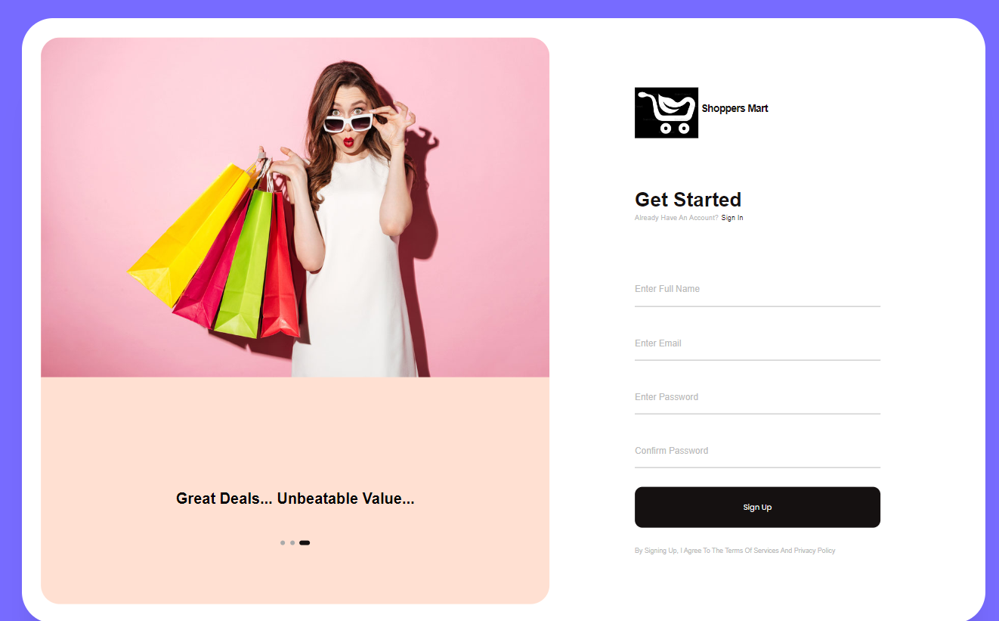 Shoppers Mart
Get Started
Already Have An Account? Sign In
Enter Full Name
Enter Email
Enter Password
Confirm Password
Sign Up
By Signing Up, I Agree To The Terms Of Services And Privacy Policy
Great Deals... Unbeatable Value...